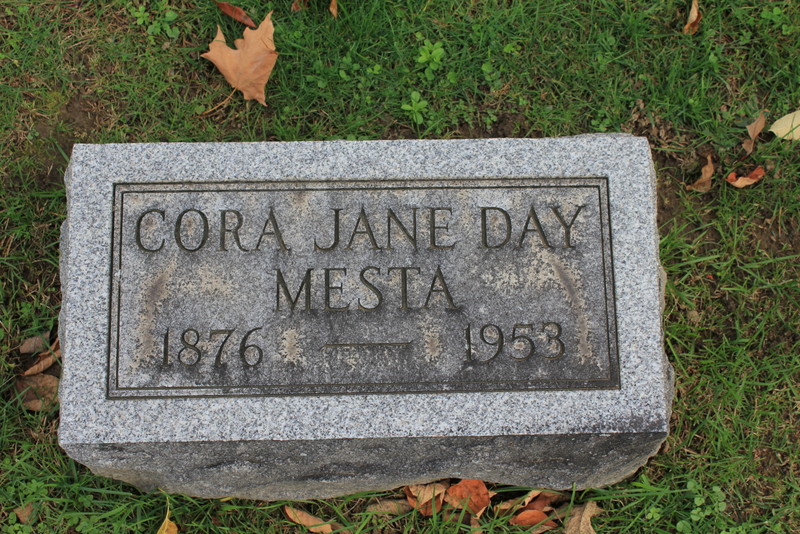 CORA JANE DAY
MESTA
1876 — 1953